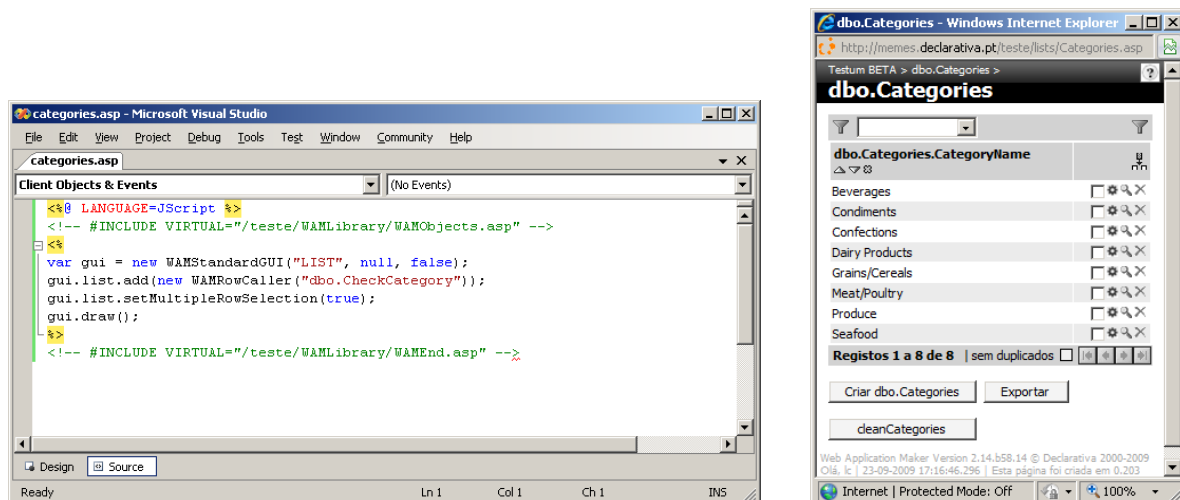 categories.asp - Microsoft Visual Studio
File Edit View Project Debug Tools Test Window Community Help
categories.asp
Client Objects & Events
(No Events)
<%@ LANGUAGE=JScript %>
<!-- #INCLUDE VIRTUAL="/teste/WAMLibrary/WAMObjects.asp" -->
<%
var gui = new WAMStandardGUI("LIST", null, false);
gui.list.add(new WAMRowCaller("dbo.CheckCategory"));
gui.list.setMultipleRowSelection(true);
gui.draw();
%>
<!-- #INCLUDE VIRTUAL="/teste/WAMLibrary/WAMEnd.asp" -->
Design Source
Ready Ln 1 Col 1 Ch 1 INS
dbo.Categories - Windows Internet Explorer
http://memes.declarativa.pt/teste/lists/Categories.asp
Testum BETA > dbo.Categories >
dbo.Categories
dbo.Categories.CategoryName
Beverages
Condiments
Confections
Dairy Products
Grains/Cereals
Meat/Poultry
Produce
Seafood
Registos 1 a 8 de 8 | sem duplicados
Criar dbo.Categories Exportar
cleanCategories
Web Application Maker Version 2.14.b58.14 © Declarativa 2000-2009
Olá, lc | 23-09-2009 17:16:46.296 | Esta página foi criada em 0.203
Internet | Protected Mode: Off 100%